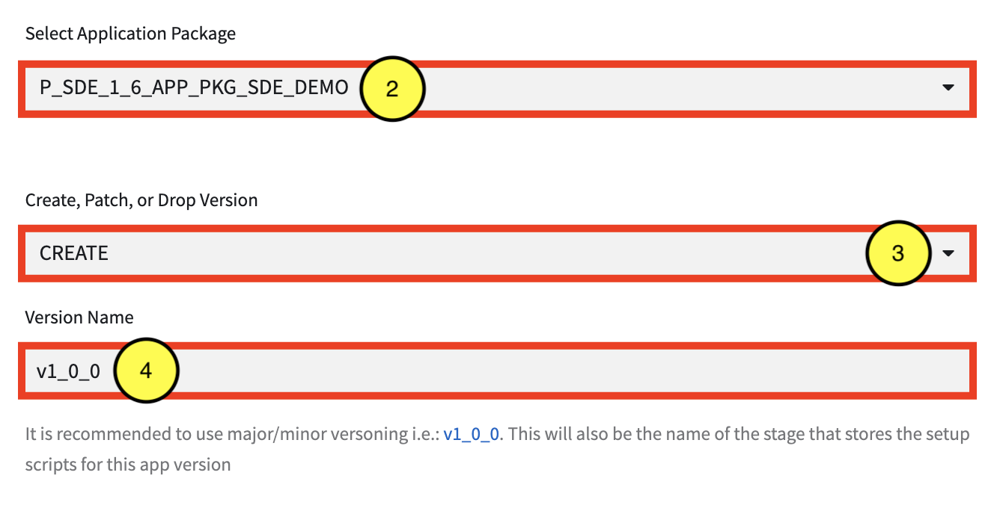 Select Application Package
P_SDE_1_6_APP_PKG_SDE_DEMO 2
Create, Patch, or Drop Version
CREATE 3
Version Name
v1_0_0 4
It is recommended to use major/minor versoning i.e.: v1_0_0. This will also be the name of the stage that stores the setup
scripts for this app version